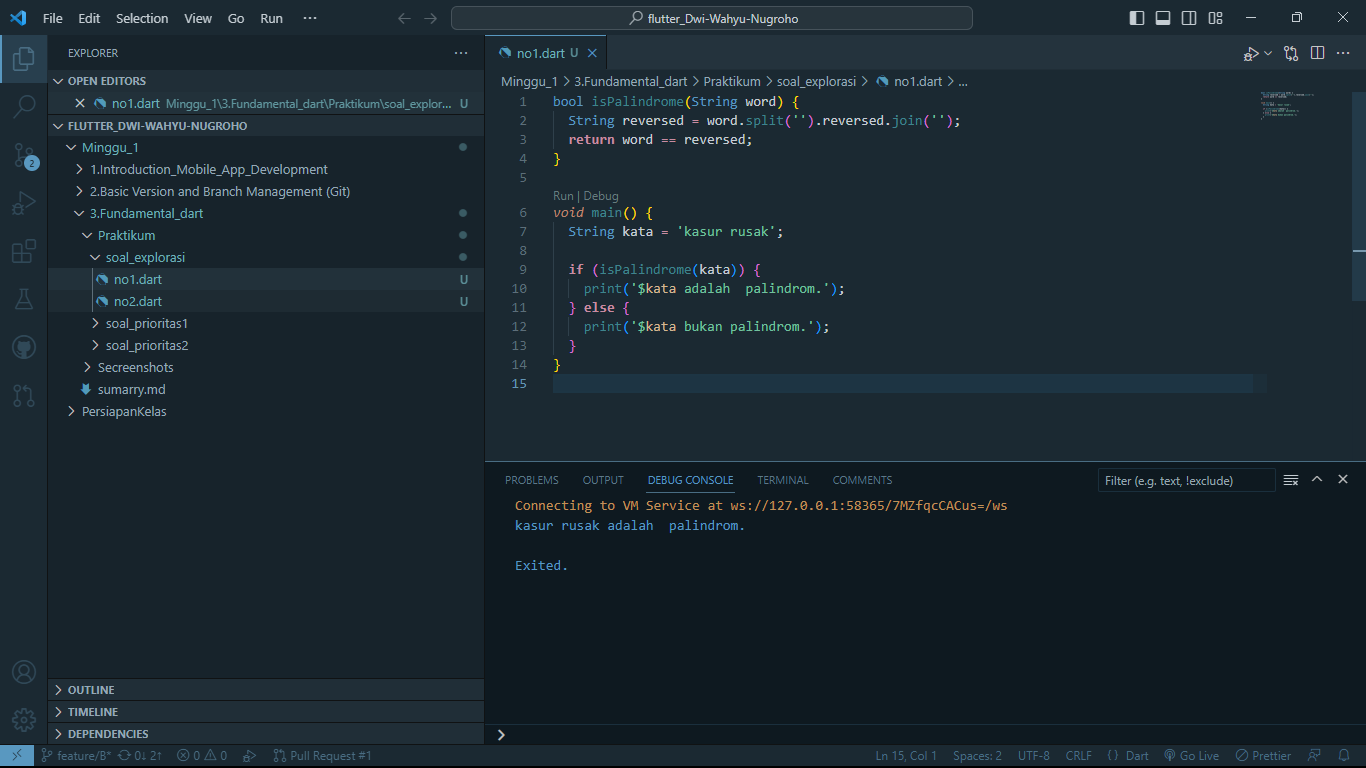 File Edit Selection View Go Run ··· flutter_Dwi-Wahyu-Nugroho
EXPLORER ···
OPEN EDITORS
no1.dart Minggu_1\3.Fundamental_dart\Praktikum\soal_explor... U
FLUTTER_DWI-WAHYU-NUGROHO
Minggu_1
1.Introduction_Mobile_App_Development
2.Basic Version and Branch Management (Git)
3.Fundamental_dart
Praktikum
soal_explorasi
no1.dart U
no2.dart U
soal_prioritas1
soal_prioritas2
Secreenshots
sumarry.md
PersiapanKelas
OUTLINE
TIMELINE
DEPENDENCIES
2
no1.dart U
Minggu_1 > 3.Fundamental_dart > Praktikum > soal_explorasi > no1.dart > ...
1 bool isPalindrome(String word) {
2   String reversed = word.split('').reversed.join('');
3   return word == reversed;
4 }
5
Run | Debug
6 void main() {
7   String kata = 'kasur rusak';
8
9   if (isPalindrome(kata)) {
10     print('$kata adalah  palindrom.');
11   } else {
12     print('$kata bukan palindrom.');
13   }
14 }
15
PROBLEMS OUTPUT DEBUG CONSOLE TERMINAL COMMENTS Filter (e.g. text, !exclude)
Connecting to VM Service at ws://127.0.0.1:58365/7MZfqcCACus=/ws
kasur rusak adalah  palindrom.
Exited.
feature/B* 0↓ 2↑ 0 0 Pull Request #1 Ln 15, Col 1 Spaces: 2 UTF-8 CRLF { } Dart Go Live Prettier